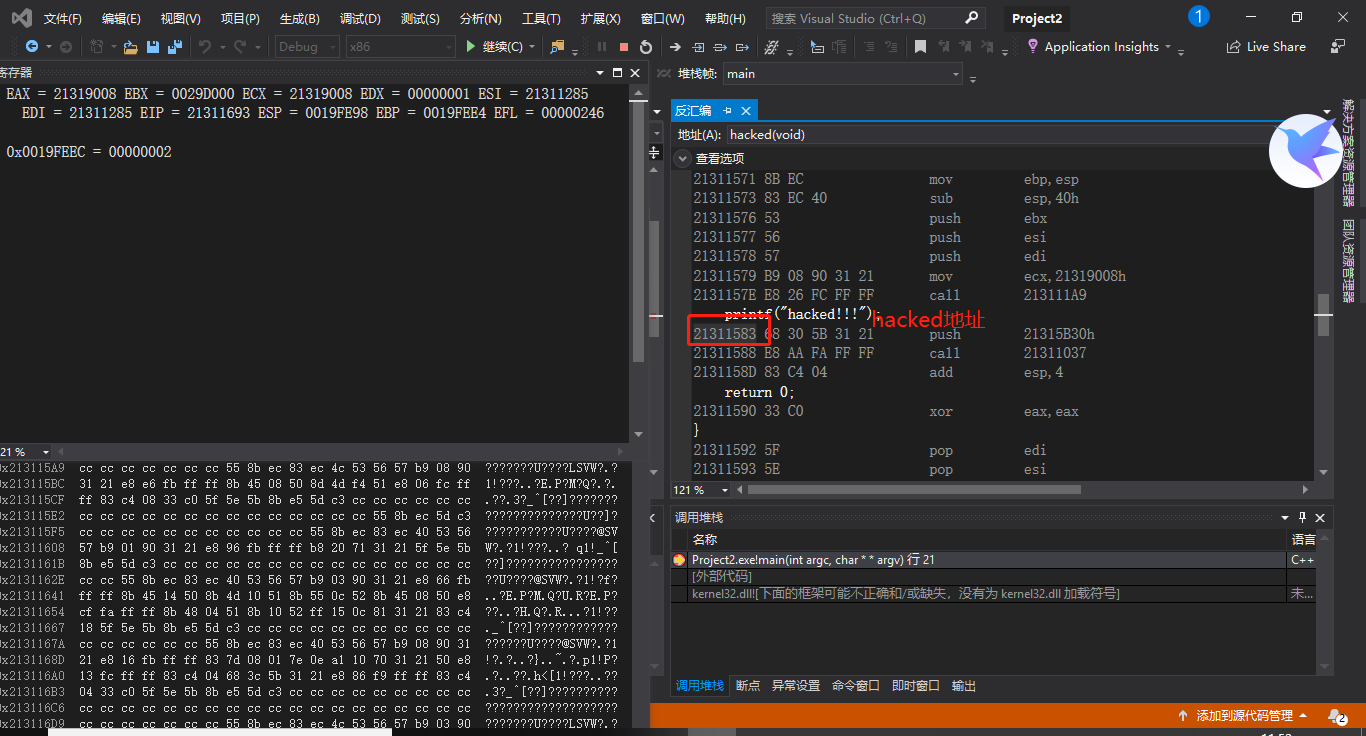 文件(F) 编辑(E) 视图(V) 项目(P) 生成(B) 调试(D) 测试(S) 分析(N) 工具(T) 扩展(X) 窗口(W) 帮助(H) 搜索 Visual Studio (Ctrl+Q) Project2 1
Debug x86 继续(C) Application Insights Live Share
寄存器
EAX = 21319008 EBX = 0029D000 ECX = 21319008 EDX = 00000001 ESI = 21311285
EDI = 21311285 EIP = 21311693 ESP = 0019FE98 EBP = 0019FEE4 EFL = 00000246
0x0019FEEC = 00000002
21 %
0x213115A9 cc cc cc cc cc cc cc 55 8b ec 83 ec 4c 53 56 57 b9 08 90 ???????U????LSVW?.?
0x213115BC 31 21 e8 e6 fb ff ff 8b 45 08 50 8d 4d f4 51 e8 06 fc ff 1!???..?E.P?M?Q?.?.
0x213115CF ff 83 c4 08 33 c0 5f 5e 5b 8b e5 5d c3 cc cc cc cc cc cc .??.3?_^[??]???????
0x213115E2 cc cc cc cc cc cc cc cc cc cc cc cc cc cc 55 8b ec 5d c3 ??????????????U??]?
0x213115F5 cc cc cc cc cc cc cc cc cc cc cc 55 8b ec 83 ec 40 53 56 ???????????U????@SV
0x21311608 57 b9 01 90 31 21 e8 96 fb ff ff b8 20 71 31 21 5f 5e 5b W?.?1!???..? q1!_^[
0x2131161B 8b e5 5d c3 cc cc cc cc cc cc cc cc cc cc cc cc cc cc cc ??]????????????????
0x2131162E cc cc 55 8b ec 83 ec 40 53 56 57 b9 03 90 31 21 e8 66 fb ??U????@SVW?.?1!?f?
0x21311641 ff ff 8b 45 14 50 8b 4d 10 51 8b 55 0c 52 8b 45 08 50 e8 ..?E.P?M.Q?U.R?E.P?
0x21311654 cf fa ff ff 8b 48 04 51 8b 10 52 ff 15 0c 81 31 21 83 c4 ??..?H.Q?.R...?1!??
0x21311667 18 5f 5e 5b 8b e5 5d c3 cc cc cc cc cc cc cc cc cc cc cc ._^[??]????????????
0x2131167A cc cc cc cc cc cc 55 8b ec 83 ec 40 53 56 57 b9 08 90 31 ??????U????@SVW?.?1
0x2131168D 21 e8 16 fb ff ff 83 7d 08 01 7e 0e a1 10 70 31 21 50 e8 !?.?..?}..~.?.p1!P?
0x213116A0 13 fc ff ff 83 c4 04 68 3c 5b 31 21 e8 86 f9 ff ff 83 c4 .?..??.h<[1!???..??
0x213116B3 04 33 c0 5f 5e 5b 8b e5 5d c3 cc cc cc cc cc cc cc cc cc .3?_^[??]??????????
0x213116C6 cc cc cc cc cc cc cc cc cc cc cc cc cc cc cc cc cc cc cc ???????????????????
0x213116D9 cc cc cc cc cc cc cc 55 8b ec 83 ec 4c 53 56 57 b9 03 90 ???????U????LSVW?.?
堆栈帧: main
反汇编
地址(A): hacked(void)
查看选项
21311571 8B EC mov ebp,esp
21311573 83 EC 40 sub esp,40h
21311576 53 push ebx
21311577 56 push esi
21311578 57 push edi
21311579 B9 08 90 31 21 mov ecx,21319008h
2131157E E8 26 FC FF FF call 213111A9
printf("hacked!!!");
hacked地址
21311583 68 30 5B 31 21 push 21315B30h
21311588 E8 AA FA FF FF call 21311037
2131158D 83 C4 04 add esp,4
return 0;
21311590 33 C0 xor eax,eax
}
21311592 5F pop edi
21311593 5E pop esi
121 %
调用堆栈
名称 语言
Project2.exe!main(int argc, char * * argv) 行 21 C++
[外部代码]
kernel32.dll![下面的框架可能不正确和/或缺失，没有为 kernel32.dll 加载符号] 未...
调用堆栈 断点 异常设置 命令窗口 即时窗口 输出
添加到源代码管理 2
解决方案资源管理器
团队资源管理器